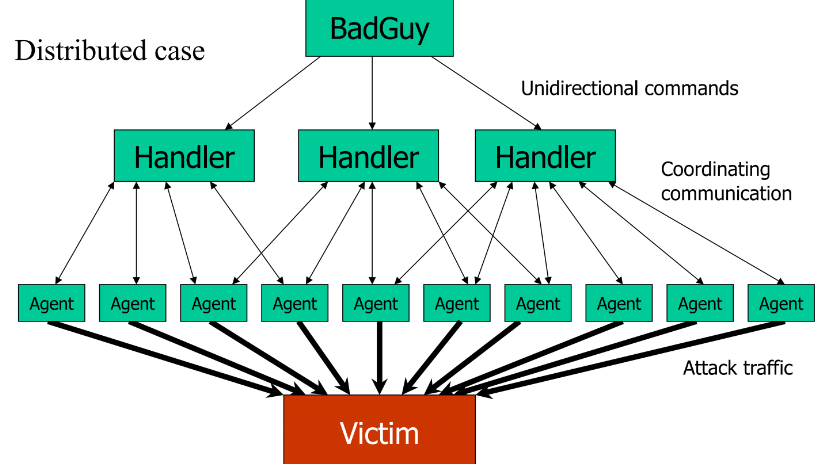 BadGuy
Distributed case
Unidirectional commands
Handler
Handler
Handler
Coordinating
communication
Agent
Agent
Agent
Agent
Agent
Agent
Agent
Agent
Agent
Agent
Attack traffic
Victim